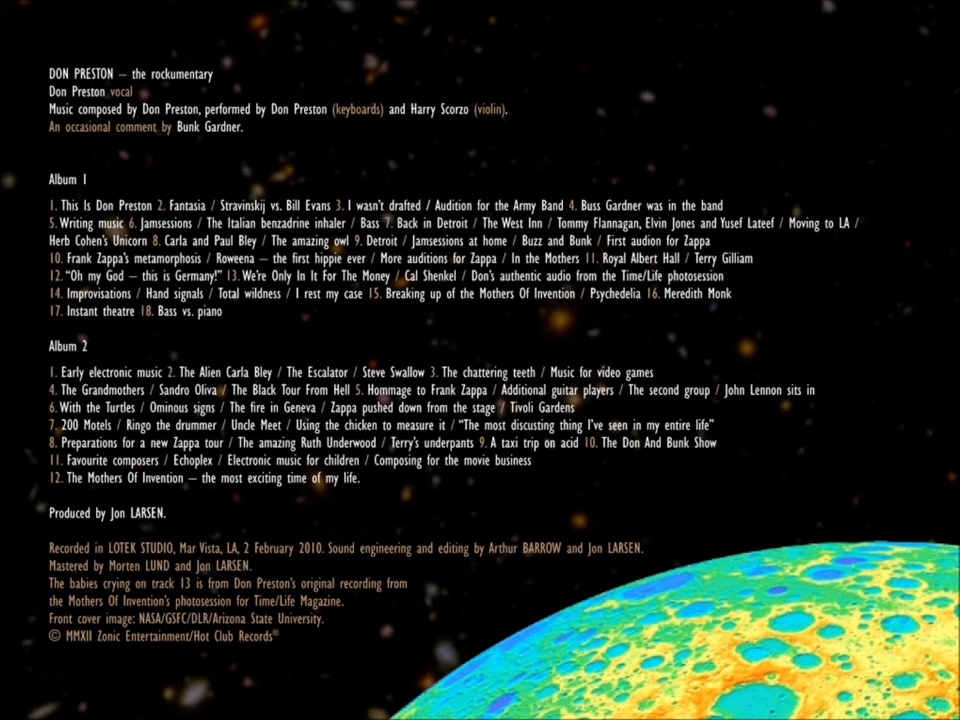 DON PRESTON – the rockumentary
Don Preston vocal
Music composed by Don Preston, performed by Don Preston (keyboards) and Harry Scorzo (violin).
An occasional comment by Bunk Gardner.
Album 1
1. This Is Don Preston 2. Fantasia / Stravinskij vs. Bill Evans 3. I wasn't drafted / Audition for the Army Band 4. Buss Gardner was in the band
5. Writing music 6. Jamsessions / The Italian benzadrine inhaler / Bass 7. Back in Detroit / The West Inn / Tommy Flannagan, Elvin Jones and Yusef Lateef / Moving to LA /
Herb Cohen's Unicorn 8. Carla and Paul Bley / The amazing owl 9. Detroit / Jamsessions at home / Buzz and Bunk / First audion for Zappa
10. Frank Zappa's metamorphosis / Roweena – the first hippie ever / More auditions for Zappa / In the Mothers 11. Royal Albert Hall / Terry Gilliam
12. "Oh my God – this is Germany!" 13. We're Only In It For The Money / Cal Shenkel / Don's authentic audio from the Time/Life photosession
14. Improvisations / Hand signals / Total wildness / I rest my case 15. Breaking up of the Mothers Of Invention / Psychedelia 16. Meredith Monk
17. Instant theatre 18. Bass vs. piano
Album 2
1. Early electronic music 2. The Alien Carla Bley / The Escalator / Steve Swallow 3. The chattering teeth / Music for video games
4. The Grandmothers / Sandro Oliva / The Black Tour From Hell 5. Hommage to Frank Zappa / Additional guitar players / The second group / John Lennon sits in
6. With the Turtles / Ominous signs / The fire in Geneva / Zappa pushed down from the stage / Tivoli Gardens
7. 200 Motels / Ringo the drummer / Uncle Meet / Using the chicken to measure it / "The most discusting thing I've seen in my entire life"
8. Preparations for a new Zappa tour / The amazing Ruth Underwood / Jerry's underpants 9. A taxi trip on acid 10. The Don And Bunk Show
11. Favourite composers / Echoplex / Electronic music for children / Composing for the movie business
12. The Mothers Of Invention – the most exciting time of my life.
Produced by Jon LARSEN.
Recorded in LOTEK STUDIO, Mar Vista, LA, 2 February 2010. Sound engineering and editing by Arthur BARROW and Jon LARSEN.
Mastered by Morten LUND and Jon LARSEN.
The babies crying on track 13 is from Don Preston's original recording from
the Mothers Of Invention's photosession for Time/Life Magazine.
Front cover image: NASA/GSFC/DLR/Arizona State University.
© MMXII Zonic Entertainment/Hot Club Records®